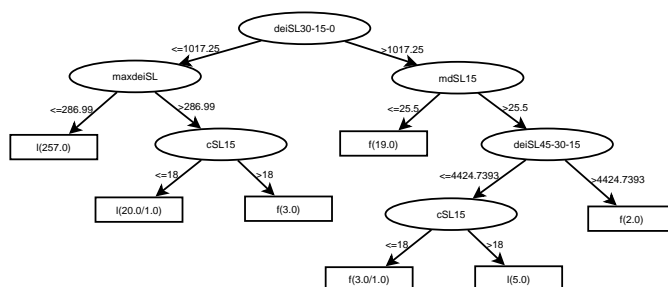 deiSL30-15-0
<=1017.25
>1017.25
maxdeiSL
mdSL15
<=286.99
>286.99
<=25.5
>25.5
l(257.0)
cSL15
f(19.0)
deiSL45-30-15
<=18
>18
<=4424.7393
>4424.7393
l(20.0/1.0)
f(3.0)
cSL15
f(2.0)
<=18
>18
f(3.0/1.0)
l(5.0)